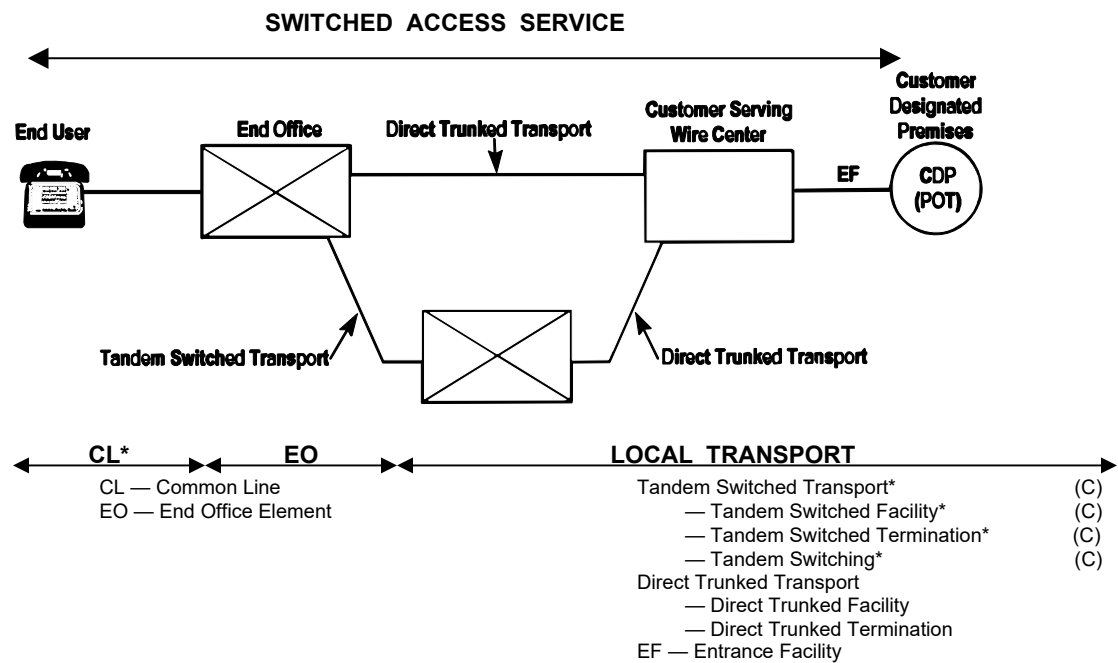 SWITCHED ACCESS SERVICE
Customer
Designated
Premises
End User
End Office
Direct Trunked Transport
Customer Serving
Wire Center
EF
CDP
(POT)
Tandem Switched Transport
Direct Trunked Transport
CL*
EO
LOCAL TRANSPORT
CL — Common Line
EO — End Office Element
Tandem Switched Transport* (C)
— Tandem Switched Facility* (C)
— Tandem Switched Termination* (C)
— Tandem Switching* (C)
Direct Trunked Transport
— Direct Trunked Facility
— Direct Trunked Termination
EF — Entrance Facility